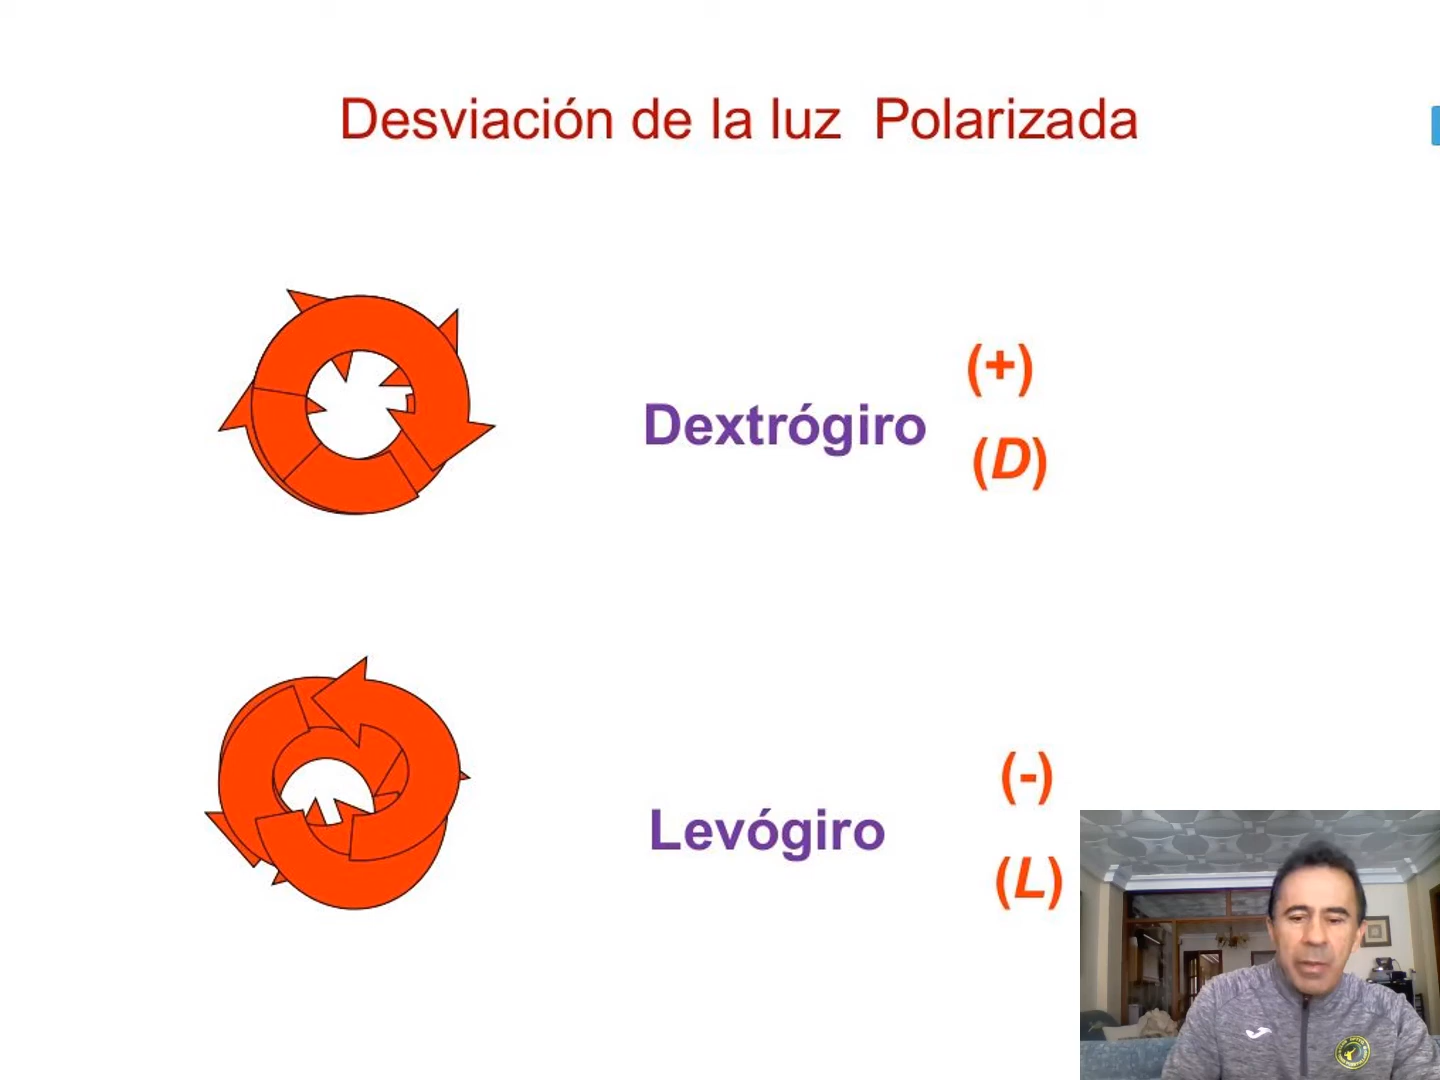 Desviación de la luz Polarizada
(+)
Dextrógiro
(D)
(-)
Levógiro
(L)